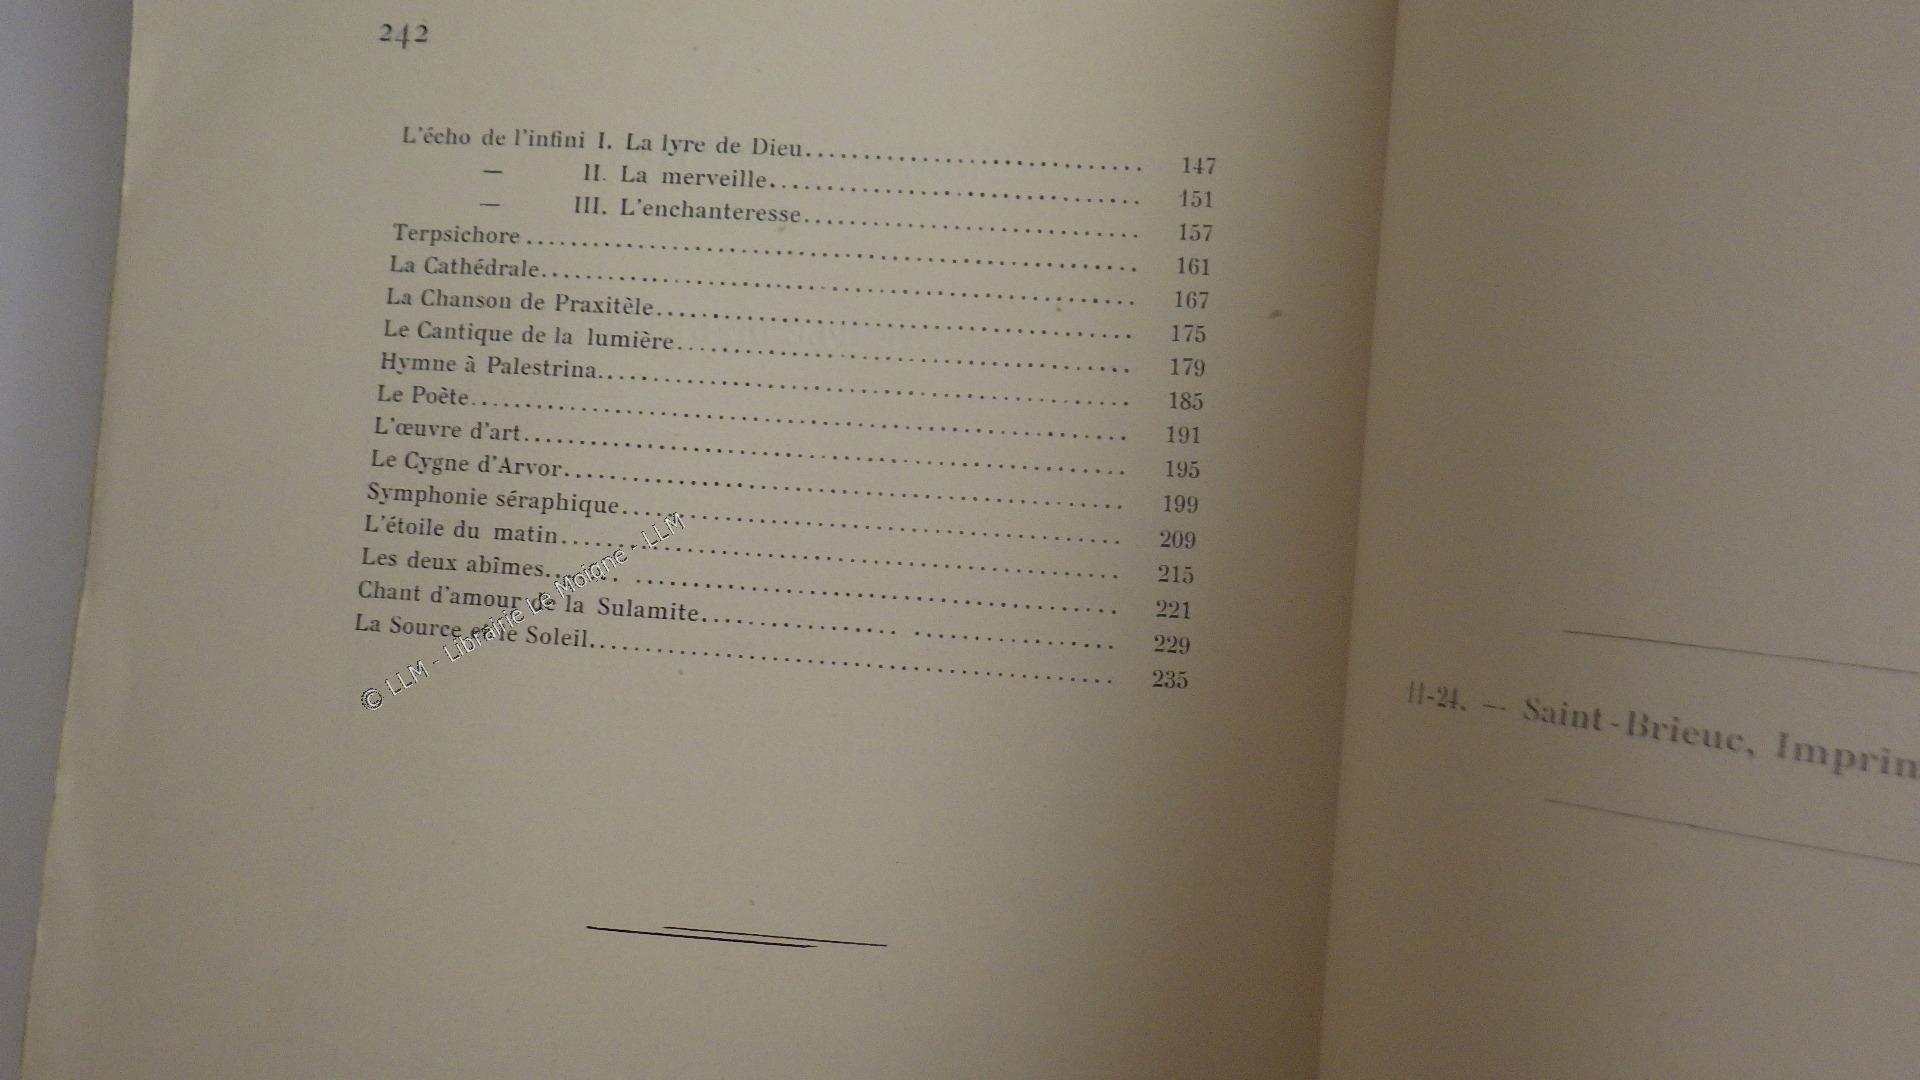 242
L'écho de l'infini I. La lyre de Dieu........................................ 147
— II. La merveille........................................ 151
— III. L'enchanteresse........................................ 157
Terpsichore........................................ 161
La Cathédrale........................................ 167
La Chanson de Praxitèle........................................ 175
Le Cantique de la lumière........................................ 179
Hymne à Palestrina........................................ 185
Le Poète........................................ 191
L'œuvre d'art........................................ 195
Le Cygne d'Arvor........................................ 199
Symphonie séraphique........................................ 209
L'étoile du matin........................................ 215
Les deux abîmes........................................ 221
Chant d'amour de la Sulamite........................................ 229
La Source et le Soleil........................................ 235
© LLM - Librairie Le Moigne - LLM
11-24. — Saint-Brieuc, Imprin